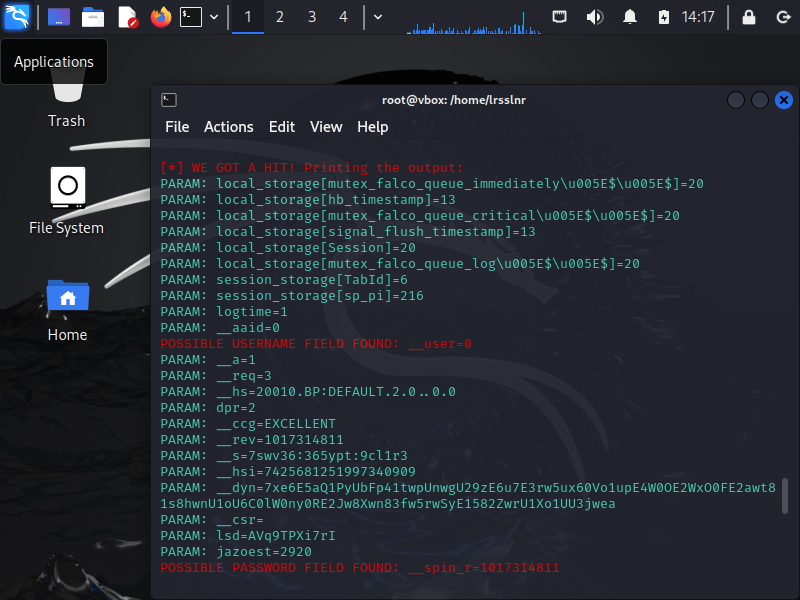 1 2 3 4 14:17
Applications
Trash
File System
Home
root@vbox: /home/lrsslnr
File Actions Edit View Help
[*] WE GOT A HIT! Printing the output:
PARAM: local_storage[mutex_falco_queue_immediately\u005E$\u005E$]=20
PARAM: local_storage[hb_timestamp]=13
PARAM: local_storage[mutex_falco_queue_critical\u005E$\u005E$]=20
PARAM: local_storage[signal_flush_timestamp]=13
PARAM: local_storage[Session]=20
PARAM: local_storage[mutex_falco_queue_log\u005E$\u005E$]=20
PARAM: session_storage[TabId]=6
PARAM: session_storage[sp_pi]=216
PARAM: logtime=1
PARAM: __aaid=0
POSSIBLE USERNAME FIELD FOUND: __user=0
PARAM: __a=1
PARAM: __req=3
PARAM: __hs=20010.BP:DEFAULT.2.0..0.0
PARAM: dpr=2
PARAM: __ccg=EXCELLENT
PARAM: __rev=1017314811
PARAM: __s=7swv36:365ypt:9cl1r3
PARAM: __hsi=7425681251997340909
PARAM: __dyn=7xe6E5aQ1PyUbFp41twpUnwgU29zE6u7E3rw5ux60Vo1upE4W0OE2WxO0FE2awt8
1s8hwnU1oU6C0lW0ny0RE2Jw8Xwn83fw5rwSyE1582ZwrU1Xo1UU3jwea
PARAM: __csr=
PARAM: lsd=AVq9TPXi7rI
PARAM: jazoest=2920
POSSIBLE PASSWORD FIELD FOUND: __spin_r=1017314811